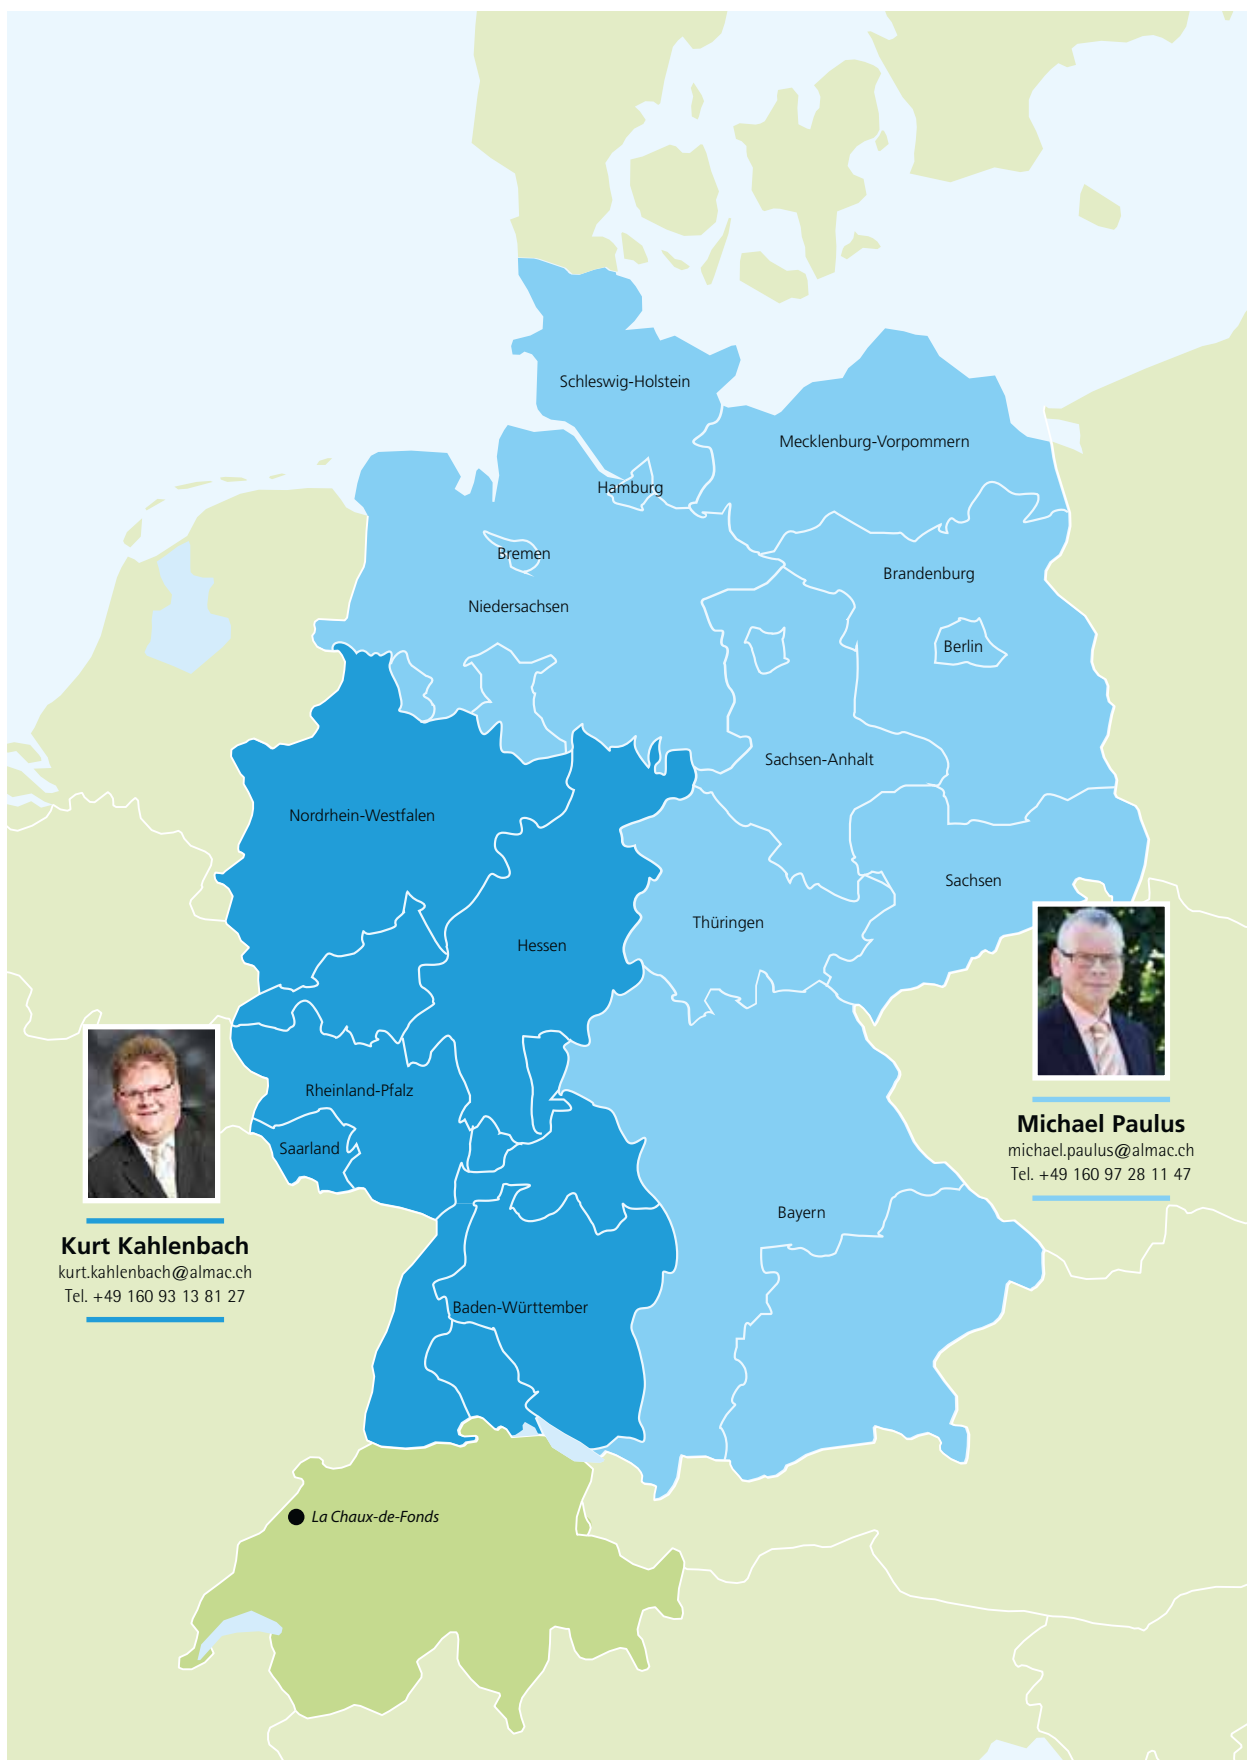 Schleswig-Holstein
Mecklenburg-Vorpommern
Hamburg
Bremen
Brandenburg
Niedersachsen
Berlin
Sachsen-Anhalt
Nordrhein-Westfalen
Sachsen
Thüringen
Hessen
Rheinland-Pfalz
Saarland
Michael Paulus
michael.paulus@almac.ch
Tel. +49 160 97 28 11 47
Bayern
Kurt Kahlenbach
kurt.kahlenbach@almac.ch
Tel. +49 160 93 13 81 27
Baden-Württember
La Chaux-de-Fonds